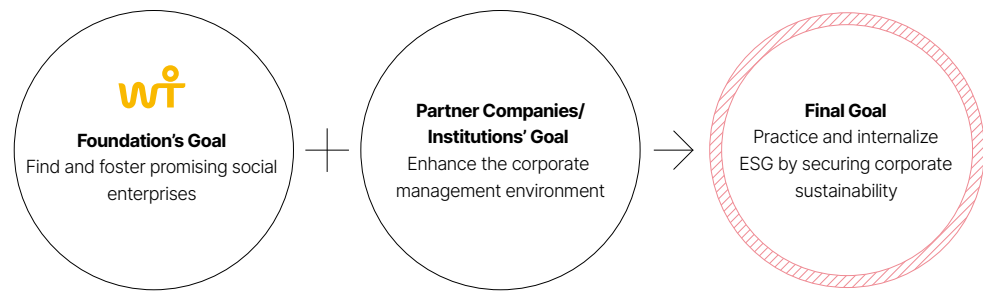 WT
Foundation’s Goal
Find and foster promising social
enterprises
Partner Companies/
Institutions’ Goal
Enhance the corporate
management environment
Final Goal
Practice and internalize
ESG by securing corporate
sustainability